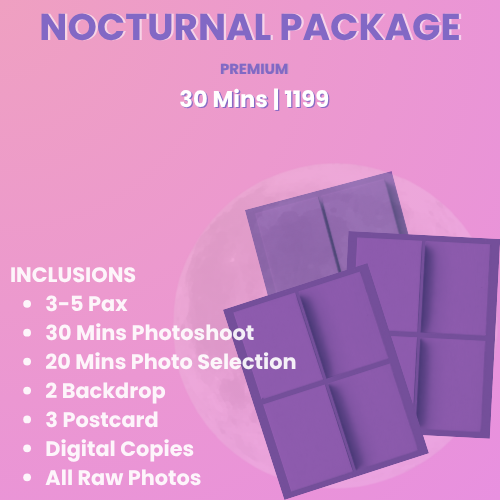 NOCTURNAL PACKAGE
PREMIUM
30 Mins | 1199
INCLUSIONS
• 3-5 Pax
• 30 Mins Photoshoot
• 20 Mins Photo Selection
• 2 Backdrop
• 3 Postcard
• Digital Copies
• All Raw Photos